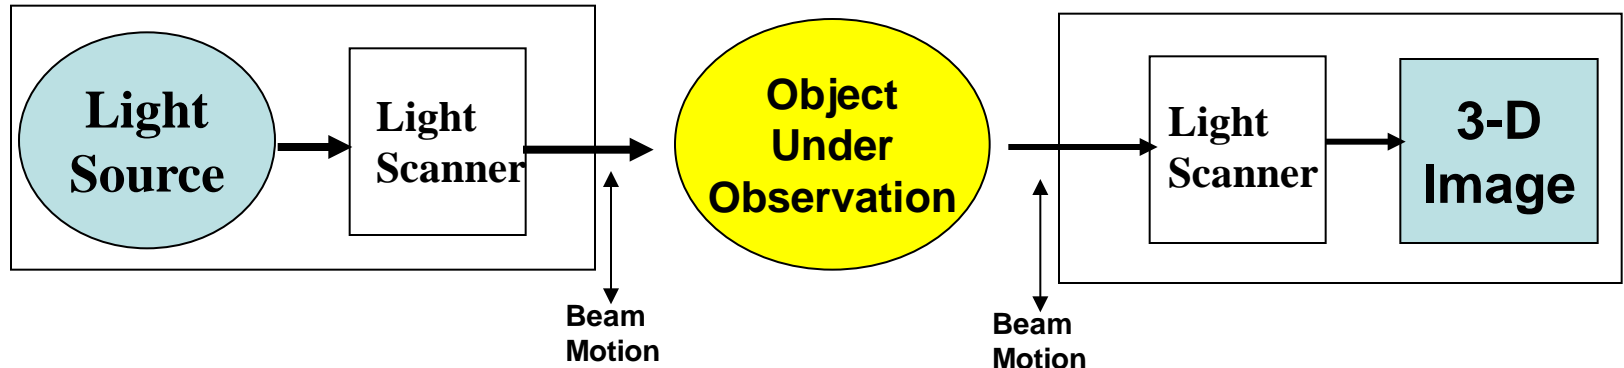 Light
Source
Light
Scanner
Object
Under
Observation
Light
Scanner
3-D
Image
Beam
Motion
Beam
Motion